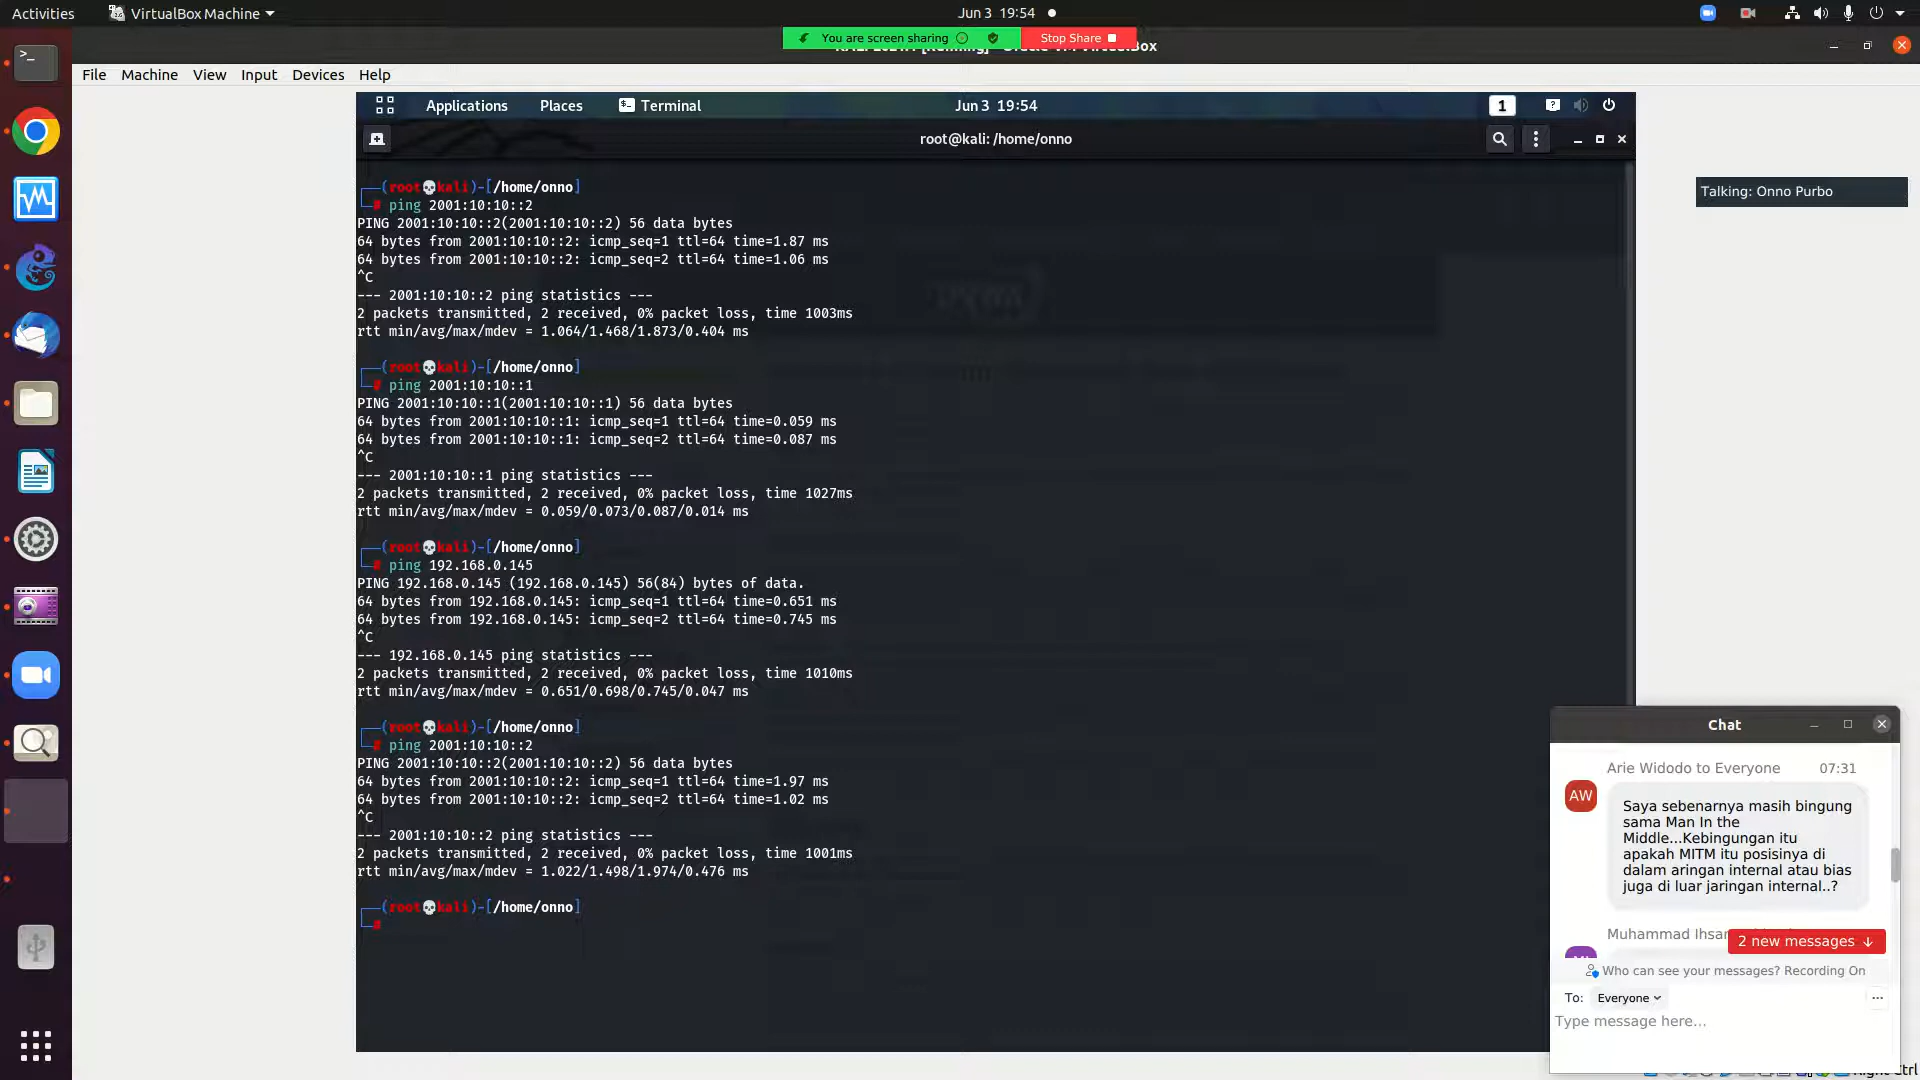 Activities
VirtualBox Machine
Jun 3 19:54
You are screen sharing
Stop Share
VirtualBox
File Machine View Input Devices Help
Applications Places Terminal
Jun 3 19:54
1
root@kali: /home/onno
Talking: Onno Purbo
(root kali)-[/home/onno]
# ping 2001:10:10::2
PING 2001:10:10::2(2001:10:10::2) 56 data bytes
64 bytes from 2001:10:10::2: icmp_seq=1 ttl=64 time=1.87 ms
64 bytes from 2001:10:10::2: icmp_seq=2 ttl=64 time=1.06 ms
^C
--- 2001:10:10::2 ping statistics ---
2 packets transmitted, 2 received, 0% packet loss, time 1003ms
rtt min/avg/max/mdev = 1.064/1.468/1.873/0.404 ms
(root kali)-[/home/onno]
# ping 2001:10:10::1
PING 2001:10:10::1(2001:10:10::1) 56 data bytes
64 bytes from 2001:10:10::1: icmp_seq=1 ttl=64 time=0.059 ms
64 bytes from 2001:10:10::1: icmp_seq=2 ttl=64 time=0.087 ms
^C
--- 2001:10:10::1 ping statistics ---
2 packets transmitted, 2 received, 0% packet loss, time 1027ms
rtt min/avg/max/mdev = 0.059/0.073/0.087/0.014 ms
(root kali)-[/home/onno]
# ping 192.168.0.145
PING 192.168.0.145 (192.168.0.145) 56(84) bytes of data.
64 bytes from 192.168.0.145: icmp_seq=1 ttl=64 time=0.651 ms
64 bytes from 192.168.0.145: icmp_seq=2 ttl=64 time=0.745 ms
^C
--- 192.168.0.145 ping statistics ---
2 packets transmitted, 2 received, 0% packet loss, time 1010ms
rtt min/avg/max/mdev = 0.651/0.698/0.745/0.047 ms
(root kali)-[/home/onno]
# ping 2001:10:10::2
PING 2001:10:10::2(2001:10:10::2) 56 data bytes
64 bytes from 2001:10:10::2: icmp_seq=1 ttl=64 time=1.97 ms
64 bytes from 2001:10:10::2: icmp_seq=2 ttl=64 time=1.02 ms
^C
--- 2001:10:10::2 ping statistics ---
2 packets transmitted, 2 received, 0% packet loss, time 1001ms
rtt min/avg/max/mdev = 1.022/1.498/1.974/0.476 ms
(root kali)-[/home/onno]
#
Chat
Arie Widodo to Everyone 07:31
AW
Saya sebenarnya masih bingung
sama Man In the
Middle...Kebingungan itu
apakah MITM itu posisinya di
dalam aringan internal atau bias
juga di luar jaringan internal..?
Muhammad Ihsan
2 new messages
Who can see your messages? Recording On
To: Everyone
Type message here...
Right Ctrl